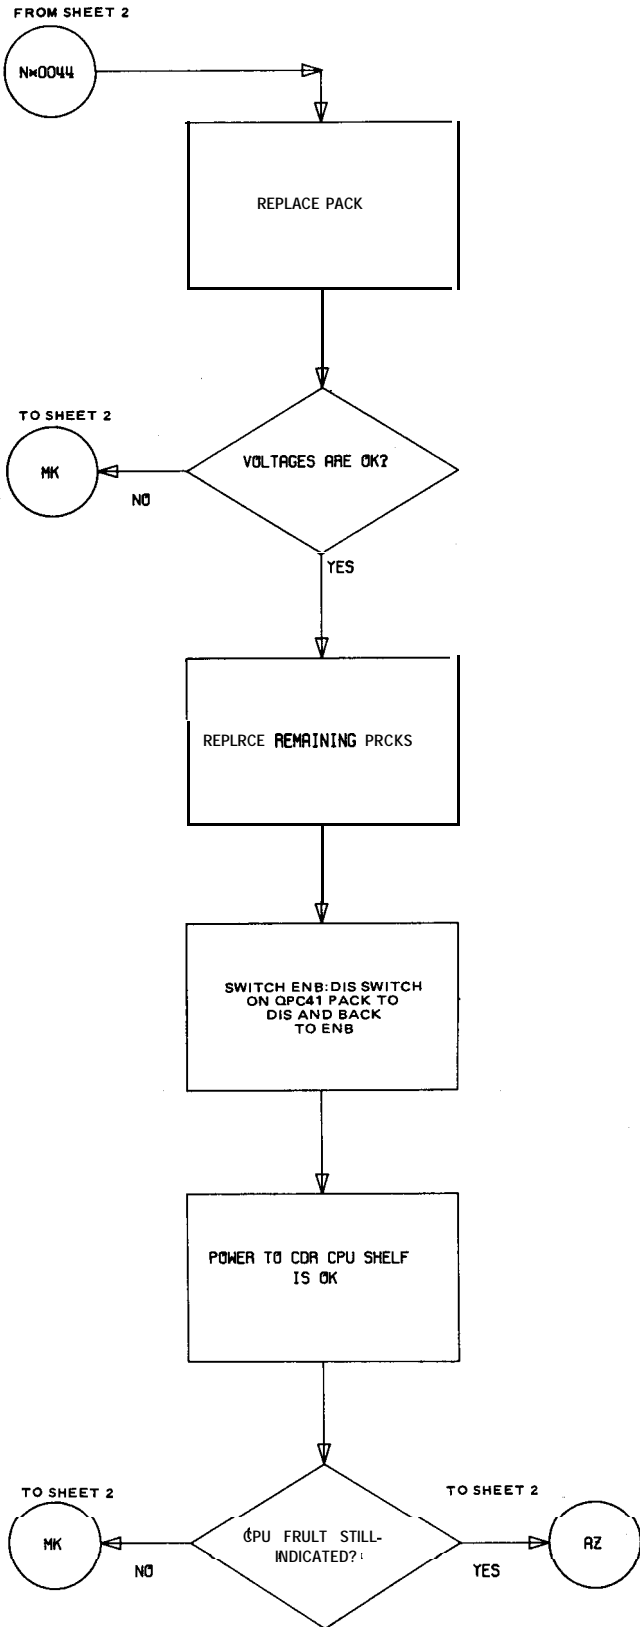 FROM SHEET 2
N*0044
REPLACE PACK
TO SHEET 2
MK
VOLTAGES ARE OK?
NO
YES
REPLRCE REMAINING PRCKS
SWITCH ENB:DIS SWITCH
ON QPC41 PACK TO
DIS AND BACK
TO ENB
POWER TO CDR CPU SHELF
IS OK
TO SHEET 2
TO SHEET 2
MK
NO
CPU FRULT STILL-
INDICATED?
YES
AZ